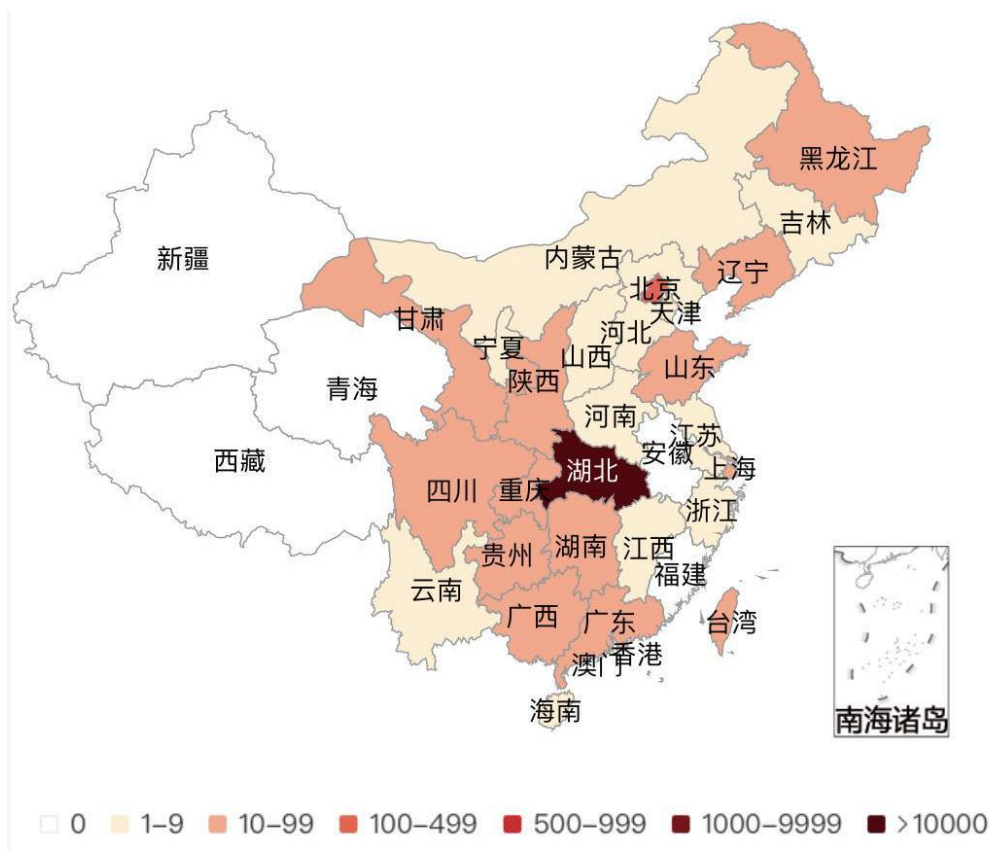 黑龙江
吉林
新疆
内蒙古
辽宁
北京
天津
甘肃
河北
宁夏
山西
山东
陕西
青海
河南
江苏
安徽
西藏
湖北
上海
四川
重庆
浙江
湖南
江西
贵州
福建
云南
广西
广东
台湾
香港
澳门
海南
南海诸岛
0
1–9
10–99
100–499
500–999
1000–9999
>10000